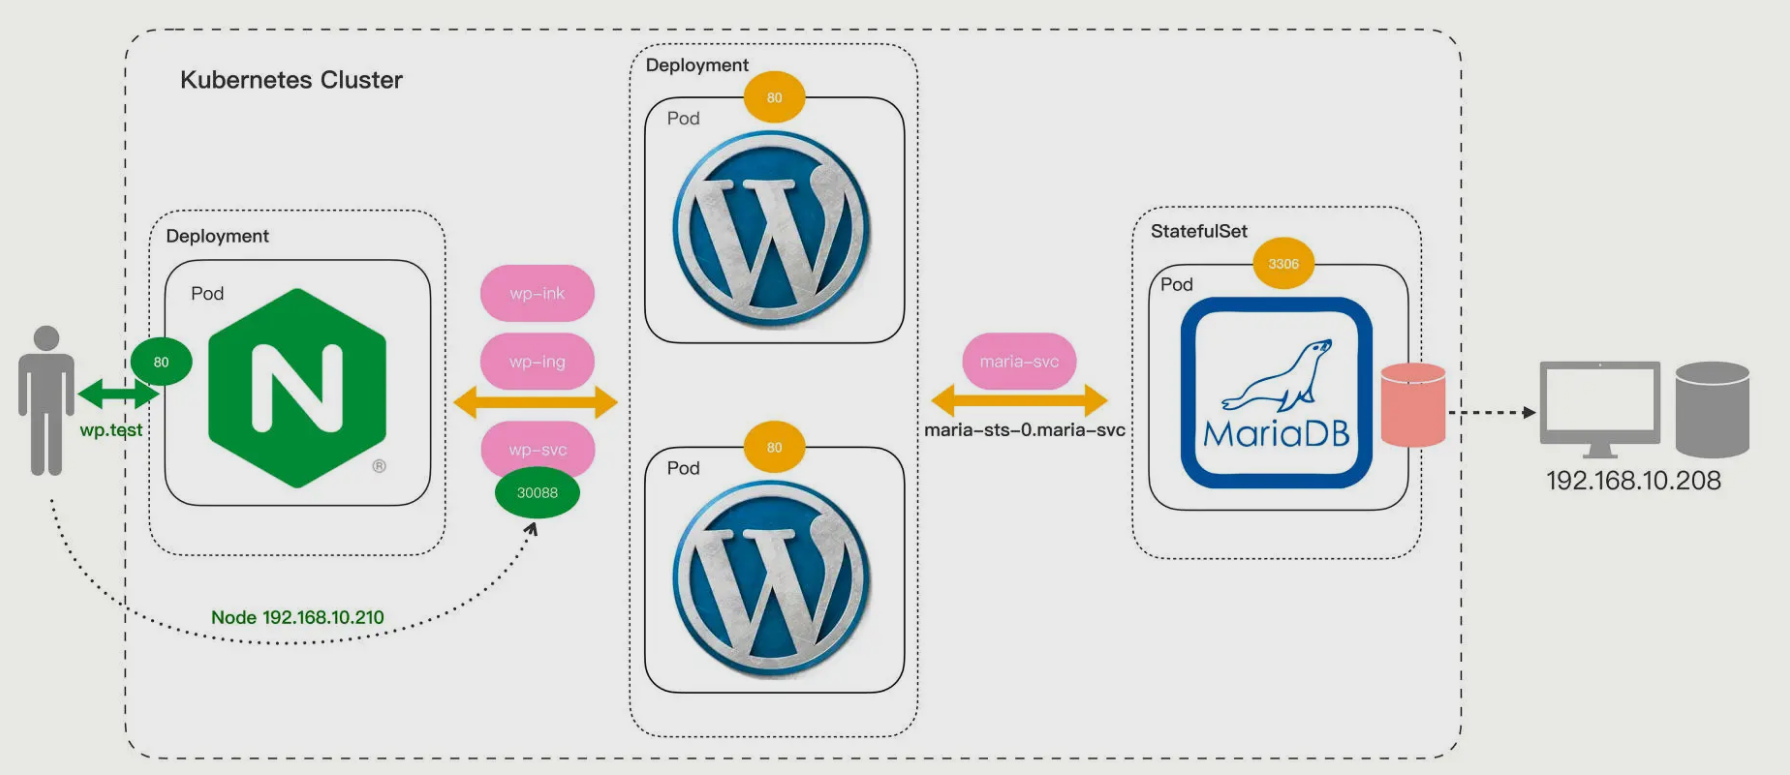 Kubernetes Cluster
Deployment
80
Pod
W
Deployment
Pod
80
N
®
wp.test
wp-ink
wp-ing
wp-svc
30088
Node 192.168.10.210
80
Pod
W
maria-svc
maria-sts-0.maria-svc
StatefulSet
3306
Pod
MariaDB
192.168.10.208